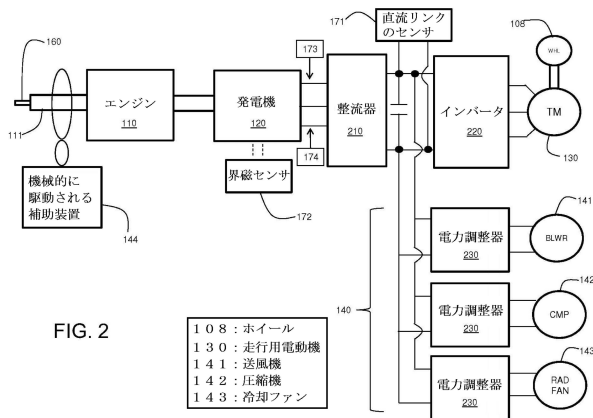 171
直流リンク
のセンサ
108
WHL
160
173
111
エンジン
110
発電機
120
整流器
210
インバータ
220
TM
130
174
界磁センサ
172
機械的に
駆動される
補助装置
144
140
電力調整器
230
141
BLWR
電力調整器
230
142
CMP
電力調整器
230
143
RAD
FAN
FIG. 2
108:ホイール
130:走行用電動機
141:送風機
142:圧縮機
143:冷却ファン